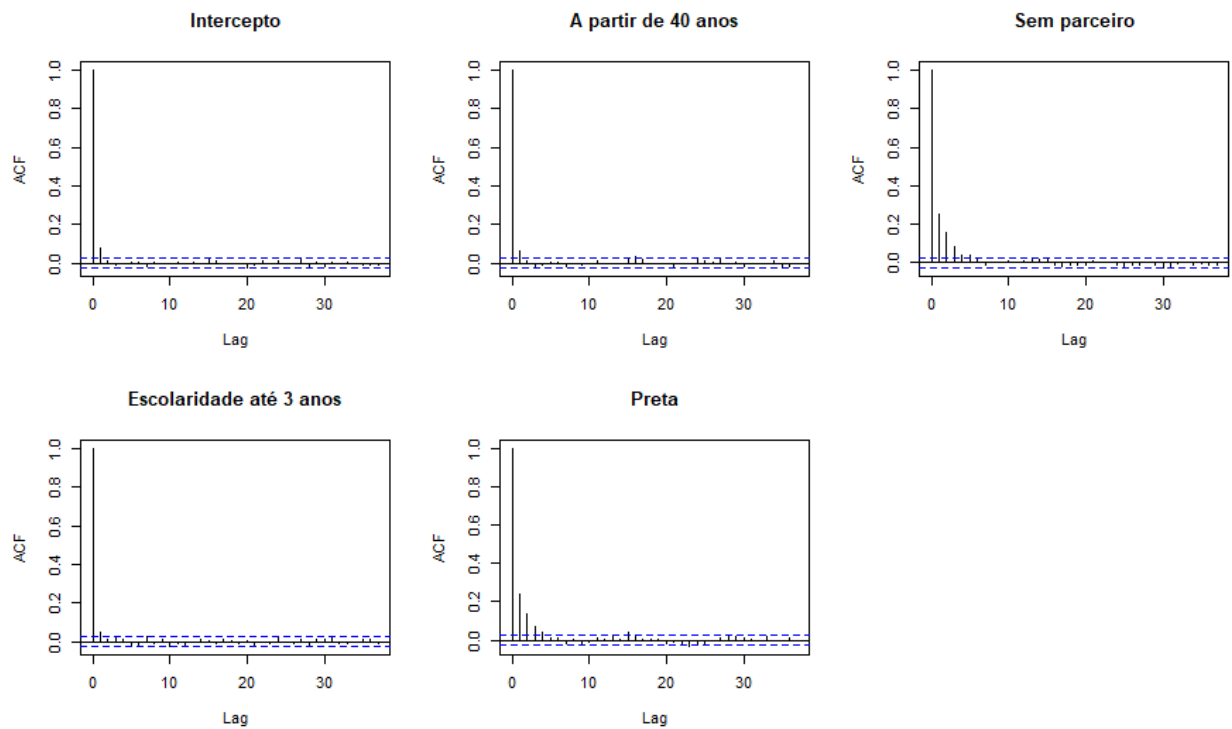 Intercepto
ACF
0.0 0.2 0.4 0.6 0.8 1.0
0 10 20 30
Lag
A partir de 40 anos
ACF
0.0 0.2 0.4 0.6 0.8 1.0
0 10 20 30
Lag
Sem parceiro
ACF
0.0 0.2 0.4 0.6 0.8 1.0
0 10 20 30
Lag
Escolaridade até 3 anos
ACF
0.0 0.2 0.4 0.6 0.8 1.0
0 10 20 30
Lag
Preta
ACF
0.0 0.2 0.4 0.6 0.8 1.0
0 10 20 30
Lag